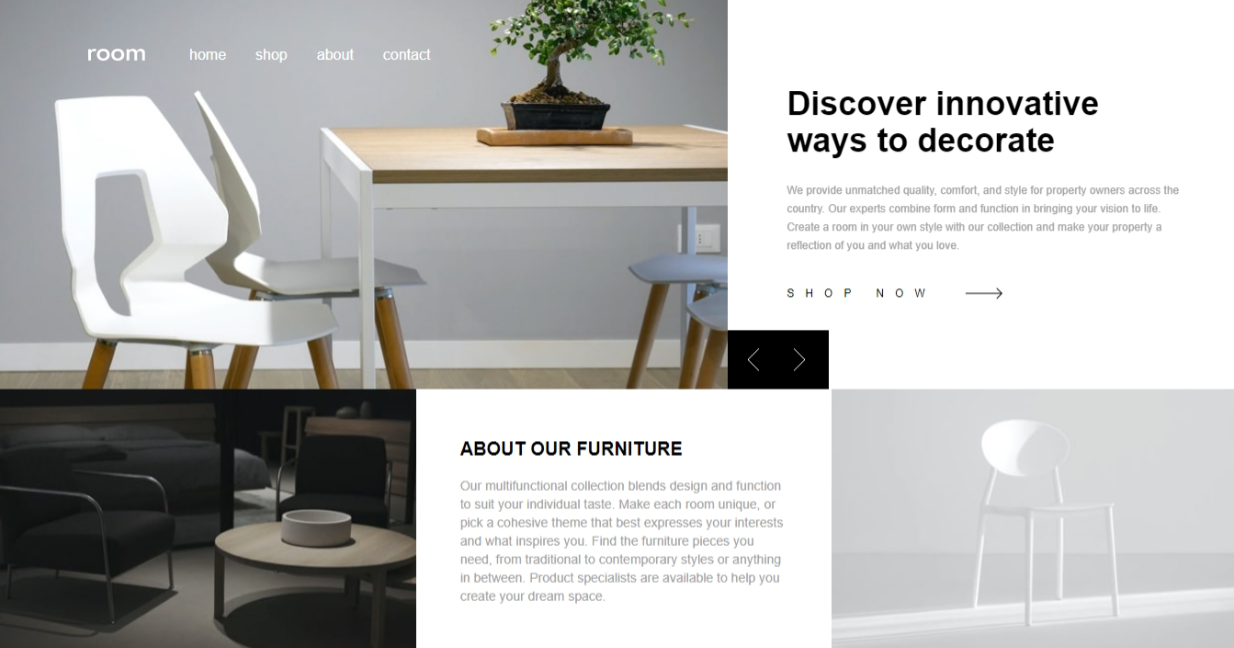 room
home shop about contact
Discover innovative
ways to decorate
We provide unmatched quality, comfort, and style for property owners across the
country. Our experts combine form and function in bringing your vision to life.
Create a room in your own style with our collection and make your property a
reflection of you and what you love.
SHOP NOW
ABOUT OUR FURNITURE
Our multifunctional collection blends design and function
to suit your individual taste. Make each room unique, or
pick a cohesive theme that best expresses your interests
and what inspires you. Find the furniture pieces you
need, from traditional to contemporary styles or anything
in between. Product specialists are available to help you
create your dream space.